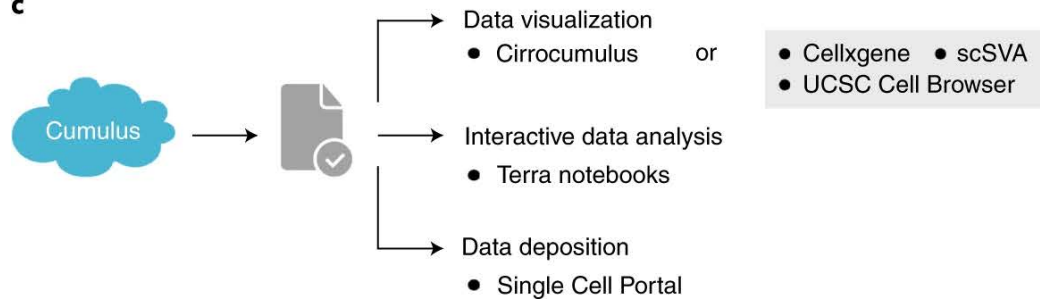 c
Data visualization
• Cirrocumulus or
• Cellxgene • scSVA
• UCSC Cell Browser
Cumulus
Interactive data analysis
• Terra notebooks
Data deposition
• Single Cell Portal